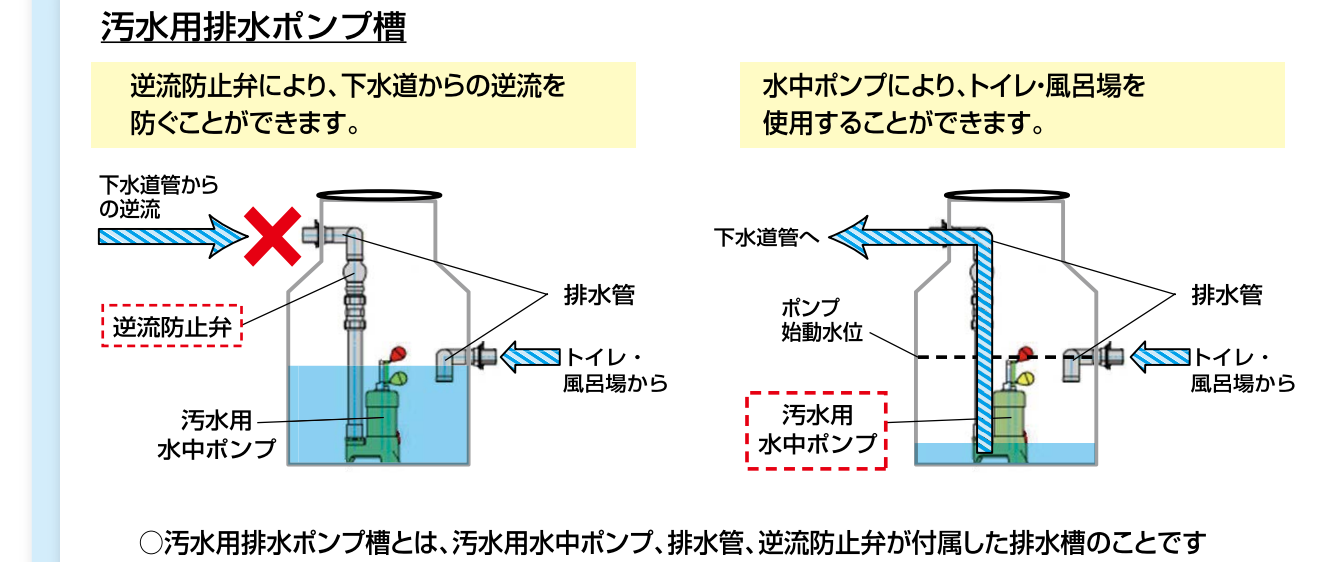 汚水用排水ポンプ槽
逆流防止弁により、下水道からの逆流を
防ぐことができます。
下水道管から
の逆流
逆流防止弁
排水管
トイレ・
風呂場から
汚水用
水中ポンプ
水中ポンプにより、トイレ・風呂場を
使用することができます。
下水道管へ
ポンプ
始動水位
排水管
トイレ・
風呂場から
汚水用
水中ポンプ
○汚水用排水ポンプ槽とは、汚水用水中ポンプ、排水管、逆流防止弁が付属した排水槽のことです